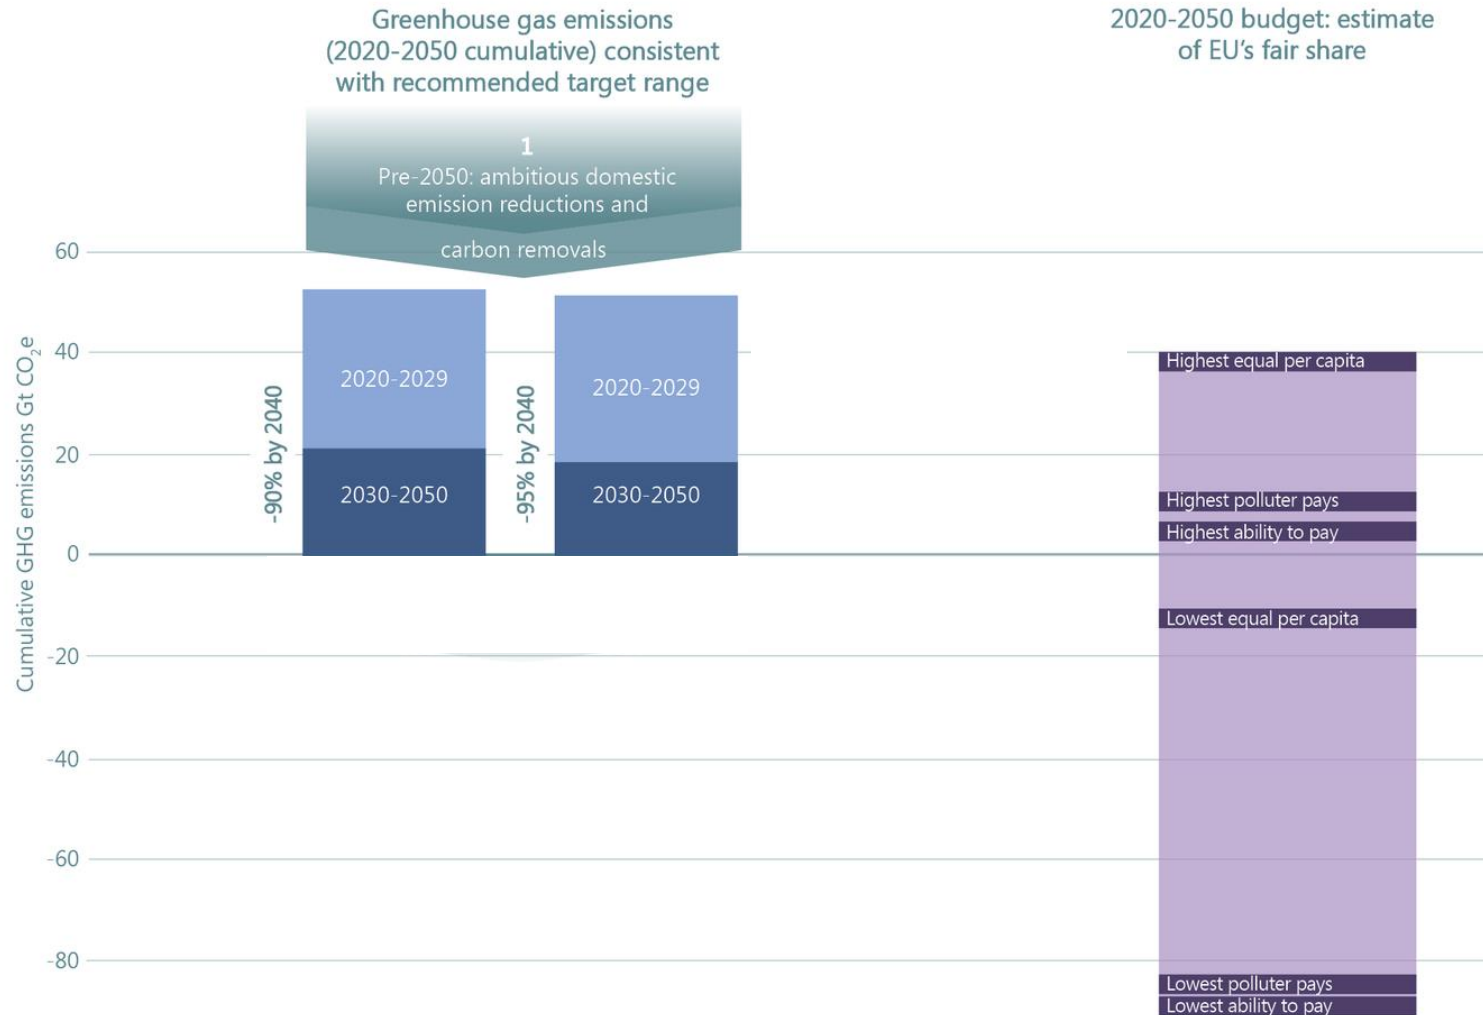 Greenhouse gas emissions
(2020-2050 cumulative) consistent
with recommended target range
2020-2050 budget: estimate
of EU’s fair share
1
Pre-2050: ambitious domestic
emission reductions and
carbon removals
Cumulative GHG emissions Gt CO₂e
60
40
20
0
-20
-40
-60
-80
-90% by 2040
2020-2029
2030-2050
-95% by 2040
2020-2029
2030-2050
Highest equal per capita
Highest polluter pays
Highest ability to pay
Lowest equal per capita
Lowest polluter pays
Lowest ability to pay